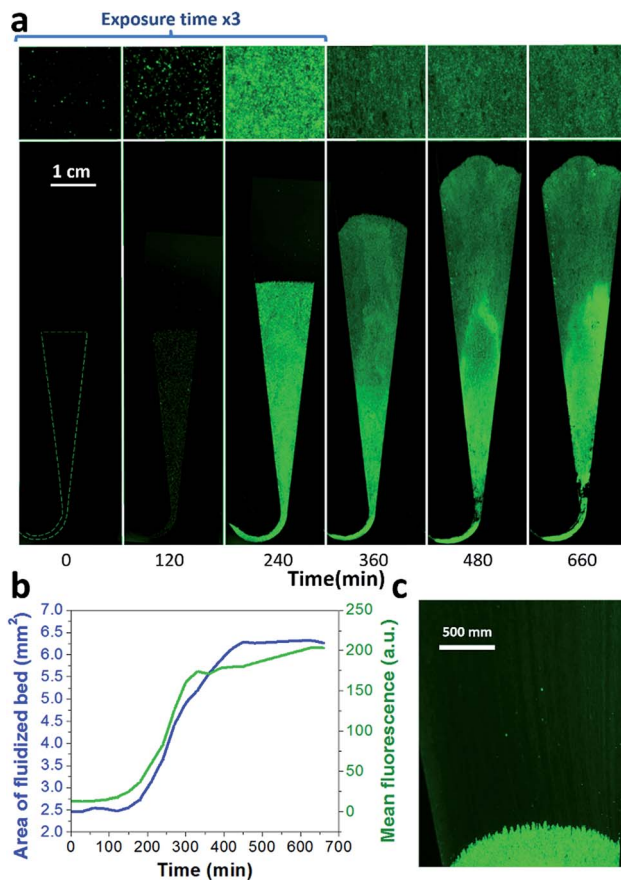 a
Exposure time x3
1 cm
0 120 240 360 480 660
Time(min)
b
Area of fluidized bed (mm²)
7.0
6.5
6.0
5.5
5.0
4.5
4.0
3.5
3.0
2.5
2.0
250
200
150
100
50
0
Mean fluorescence (a.u.)
0 100 200 300 400 500 600 700
Time (min)
c
500 mm